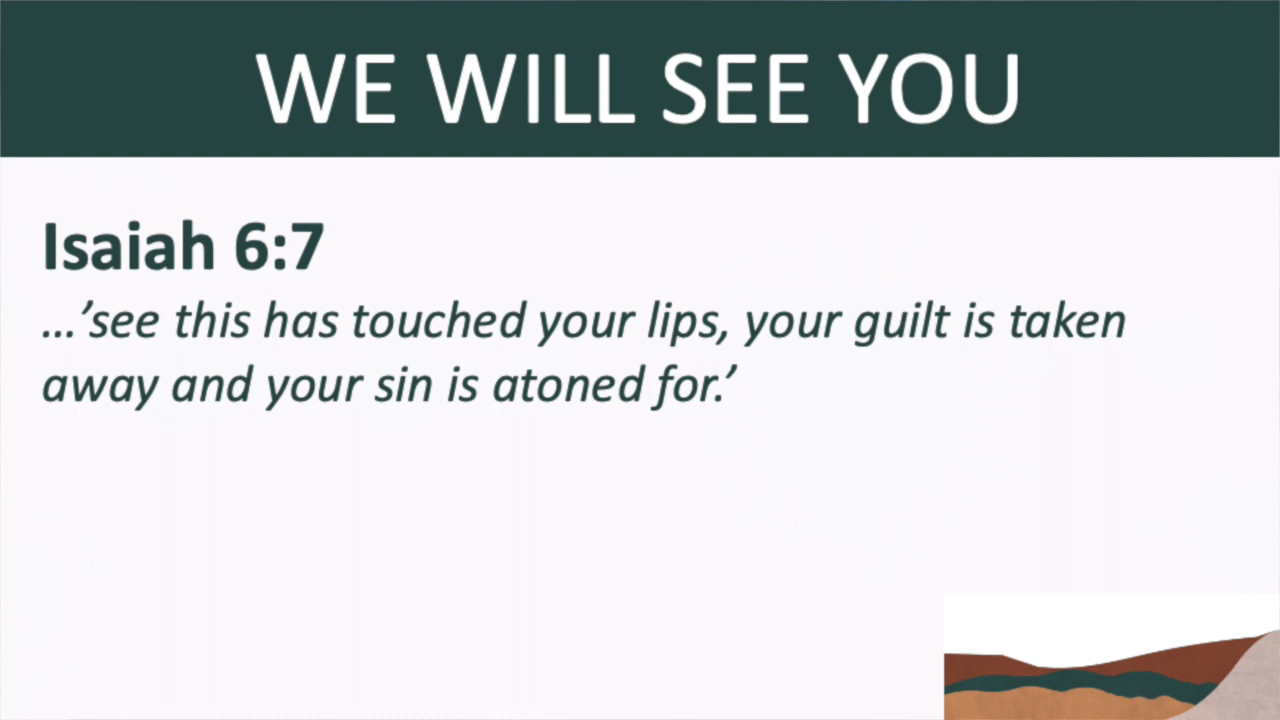 WE WILL SEE YOU
Isaiah 6:7
...’see this has touched your lips, your guilt is taken
away and your sin is atoned for.’